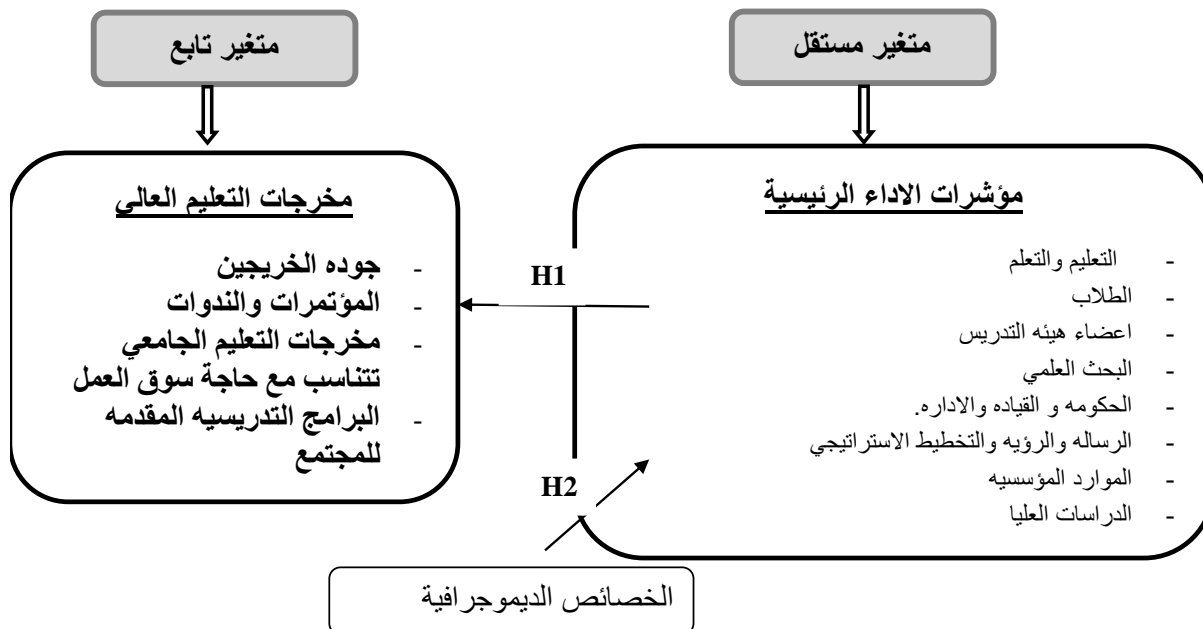 متغير مستقل
متغير تابع
مؤشرات الاداء الرئيسية
- التعليم والتعلم
- الطلاب
- اعضاء هيئه التدريس
- البحث العلمي
- الحكومه و القياده والاداره.
- الرساله والرؤيه والتخطيط الاستراتيجي
- الموارد المؤسسيه
- الدراسات العليا
H1
H2
مخرجات التعليم العالي
- جوده الخريجين
- المؤتمرات والندوات
- مخرجات التعليم الجامعي
تتناسب مع حاجة سوق العمل
- البرامج التدريسيه المقدمه
للمجتمع
الخصائص الديموجرافية